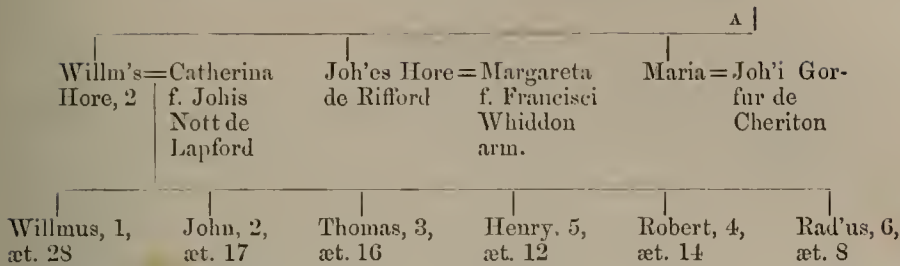 A
Willm's=Catherina
Hore, 2 f. Johis
Nott de
Lapford
Joh'es Hore=Margareta
de Rifford f. Francisci
Whiddon
arm.
Maria=Joh'i Gor-
fur de
Cheriton
Willmus, 1,
æt. 28
John, 2,
æt. 17
Thomas, 3,
æt. 16
Henry, 5,
æt. 12
Robert, 4,
æt. 14
Rad'us, 6,
æt. 8